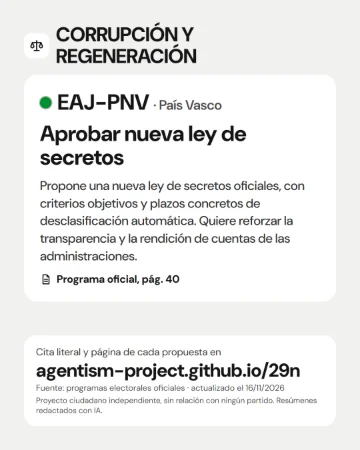 CORRUPCIÓN Y
REGENERACIÓN
EAJ-PNV · País Vasco
Aprobar nueva ley de
secretos
Propone una nueva ley de secretos oficiales, con
criterios objetivos y plazos concretos de
desclasificación automática. Quiere reforzar la
transparencia y la rendición de cuentas de las
administraciones.
Programa oficial, pág. 40
Cita literal y página de cada propuesta en
agentism-project.github.io/29n
Fuente: programas electorales oficiales · actualizado el 16/11/2026
Proyecto ciudadano independiente, sin relación con ningún partido. Resúmenes
redactados con IA.